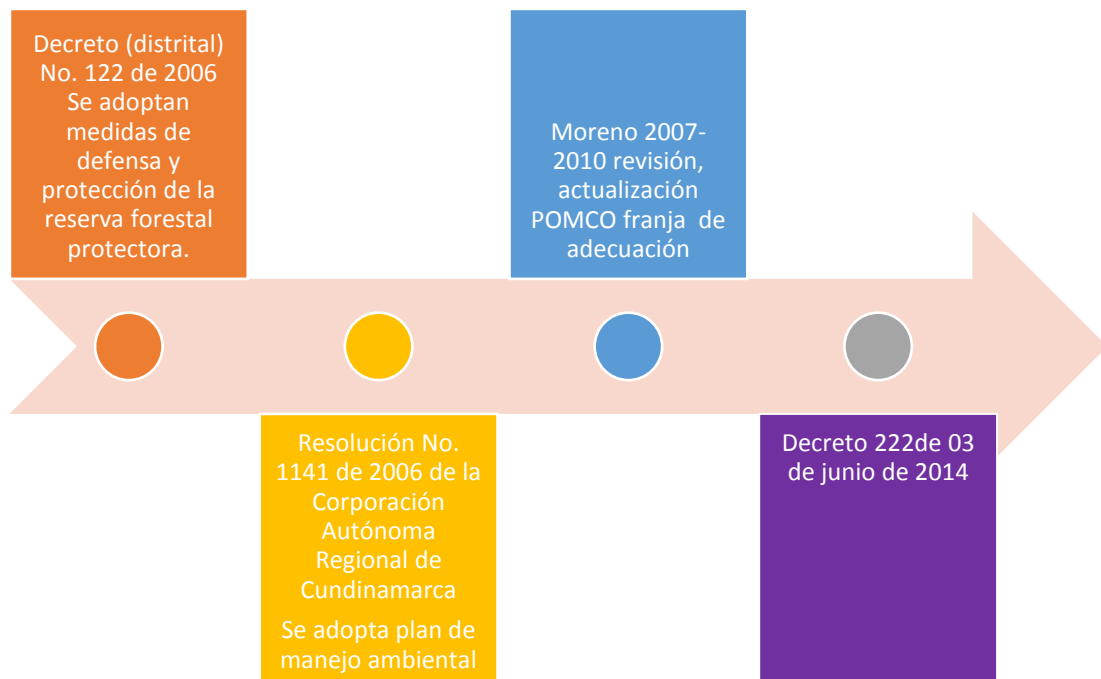 Decreto (distrital)
No. 122 de 2006
Se adoptan
medidas de
defensa y
protección de la
reserva forestal
protectora.
Resolución No.
1141 de 2006 de la
Corporación
Autónoma
Regional de
Cundinamarca
Se adopta plan de
manejo ambiental
Moreno 2007-
2010 revisión,
actualización
POMCO franja  de
adecuación
Decreto 222de 03
de junio de 2014